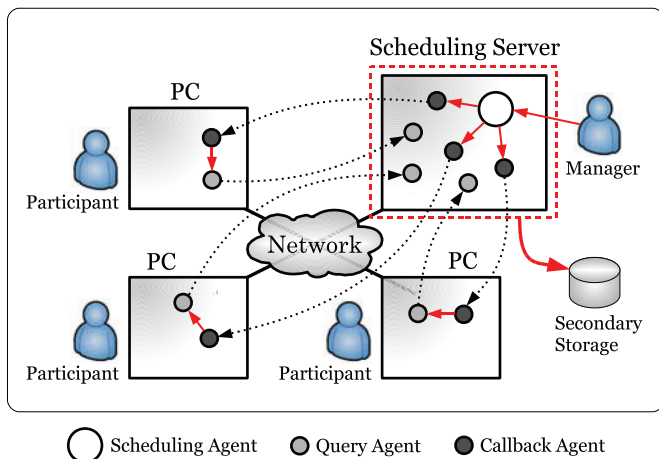 Scheduling Server
PC
Participant
Manager
Network
PC
PC
Participant
Participant
Secondary
Storage
Scheduling Agent
Query Agent
Callback Agent